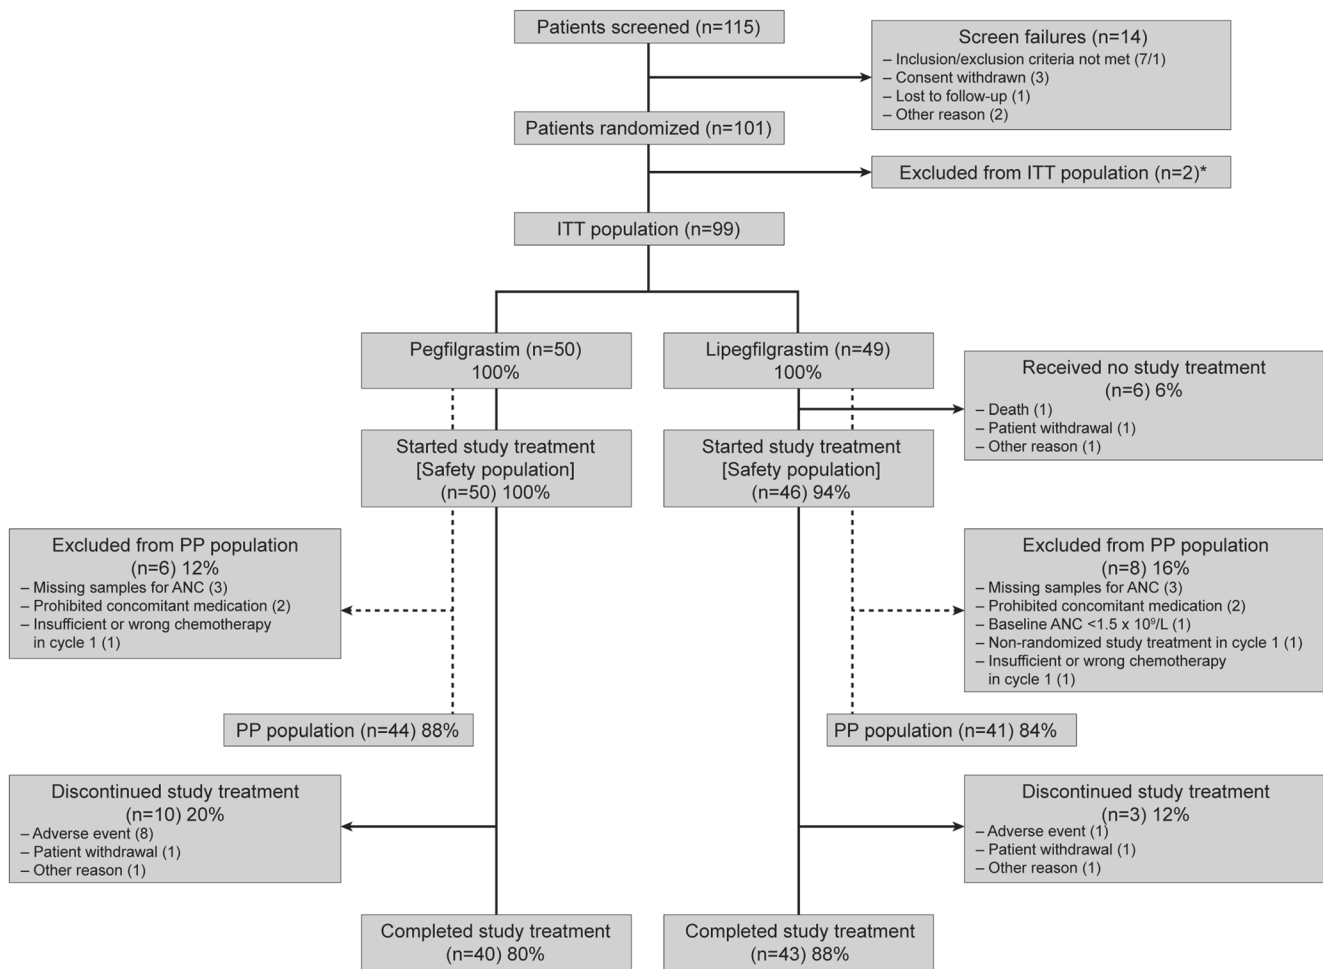 Patients screened (n=115)
Screen failures (n=14)
– Inclusion/exclusion criteria not met (7/1)
– Consent withdrawn (3)
– Lost to follow-up (1)
– Other reason (2)
Patients randomized (n=101)
Excluded from ITT population (n=2)*
ITT population (n=99)
Pegfilgrastim (n=50)
100%
Lipegfilgrastim (n=49)
100%
Received no study treatment
(n=6) 6%
– Death (1)
– Patient withdrawal (1)
– Other reason (1)
Started study treatment
[Safety population]
(n=50) 100%
Started study treatment
[Safety population]
(n=46) 94%
Excluded from PP population
(n=6) 12%
– Missing samples for ANC (3)
– Prohibited concomitant medication (2)
– Insufficient or wrong chemotherapy
in cycle 1 (1)
Excluded from PP population
(n=8) 16%
– Missing samples for ANC (3)
– Prohibited concomitant medication (2)
– Baseline ANC <1.5 x 10⁹/L (1)
– Non-randomized study treatment in cycle 1 (1)
– Insufficient or wrong chemotherapy
in cycle 1 (1)
PP population (n=44) 88%
PP population (n=41) 84%
Discontinued study treatment
(n=10) 20%
– Adverse event (8)
– Patient withdrawal (1)
– Other reason (1)
Discontinued study treatment
(n=3) 12%
– Adverse event (1)
– Patient withdrawal (1)
– Other reason (1)
Completed study treatment
(n=40) 80%
Completed study treatment
(n=43) 88%